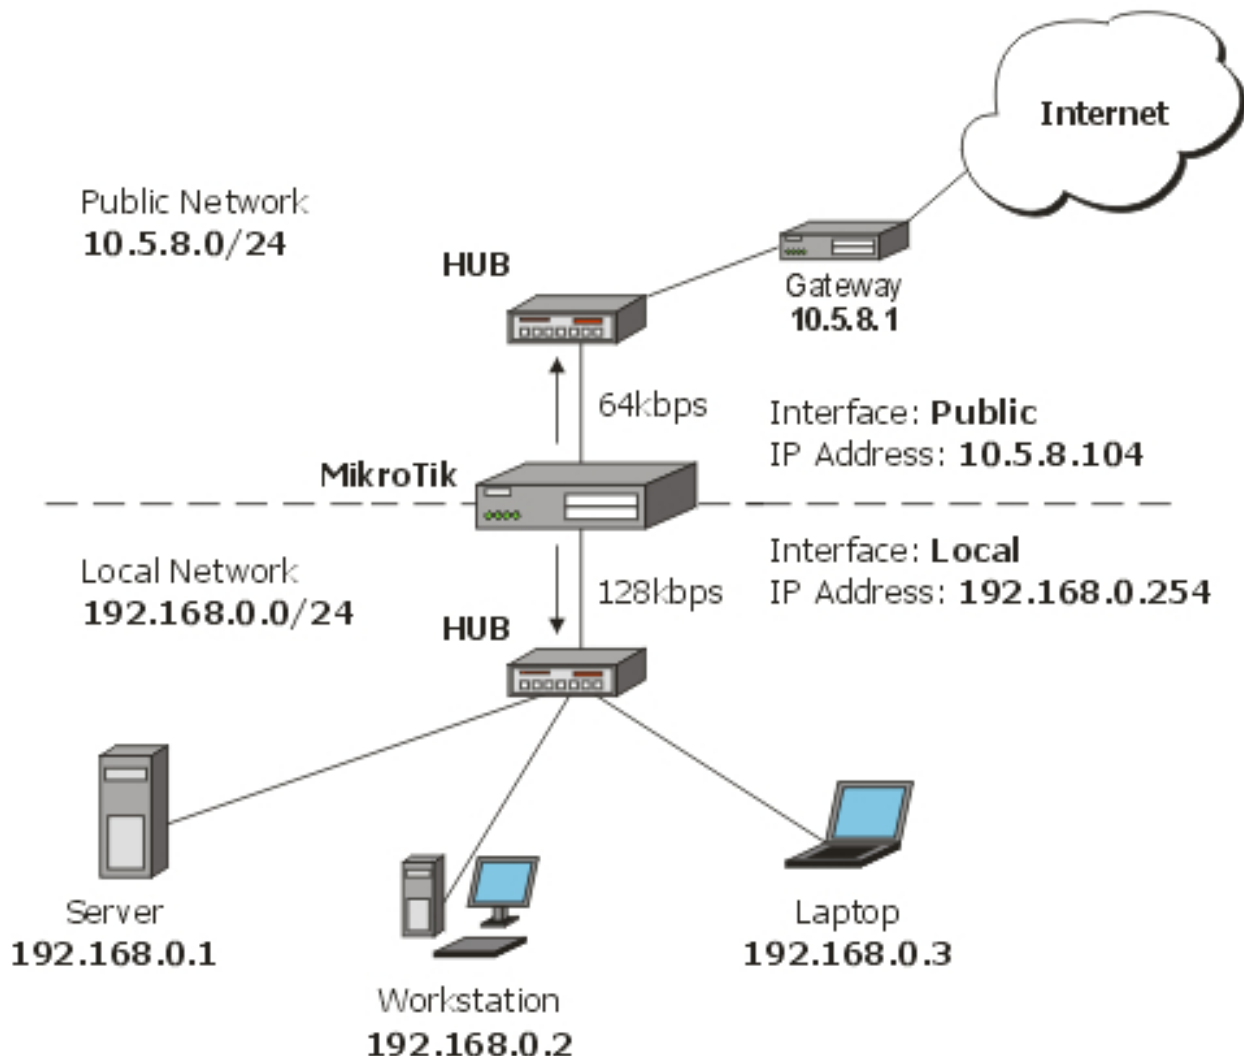 Internet
Public Network
10.5.8.0/24
HUB
Gateway
10.5.8.1
64kbps
Interface: Public
IP Address: 10.5.8.104
MikroTik
Local Network
192.168.0.0/24
HUB
128kbps
Interface: Local
IP Address: 192.168.0.254
Server
192.168.0.1
Workstation
192.168.0.2
Laptop
192.168.0.3